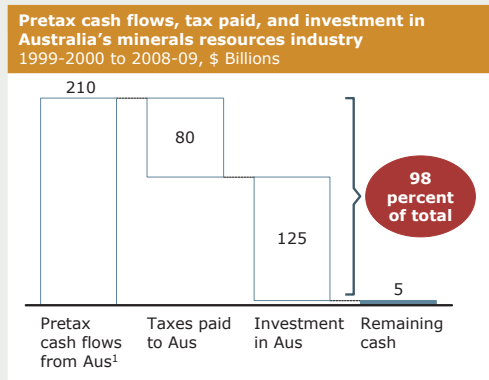 Pretax cash flows, tax paid, and investment in
Australia’s minerals resources industry
1999-2000 to 2008-09, $ Billions
210
80
125
98
percent
of total
5
Pretax
cash flows
from Aus¹
Taxes paid
to Aus
Investment
in Aus
Remaining
cash